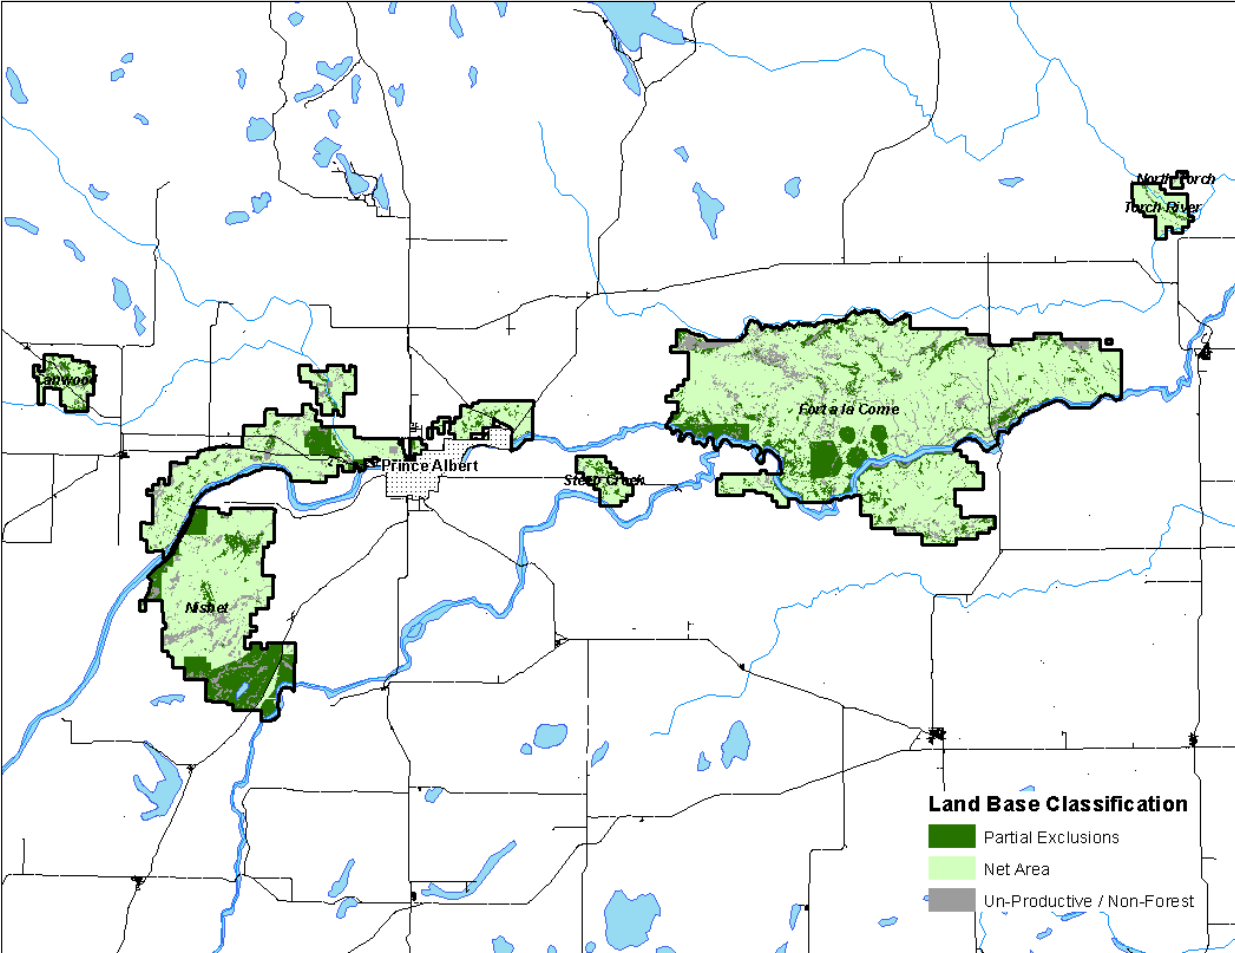 North Torch
Torch River
Canwood
Fort a la Corne
Prince Albert
Steep Creek
Nisbet
Land Base Classification
Partial Exclusions
Net Area
Un-Productive / Non-Forest